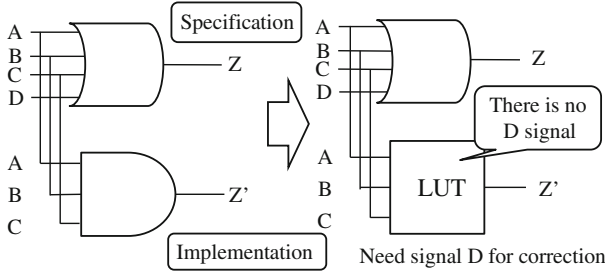 Specification
A
B
C
D
Z
A
B
C
Z'
Implementation
A
B
C
D
Z
There is no
D signal
A
B
C
LUT
Z'
Need signal D for correction